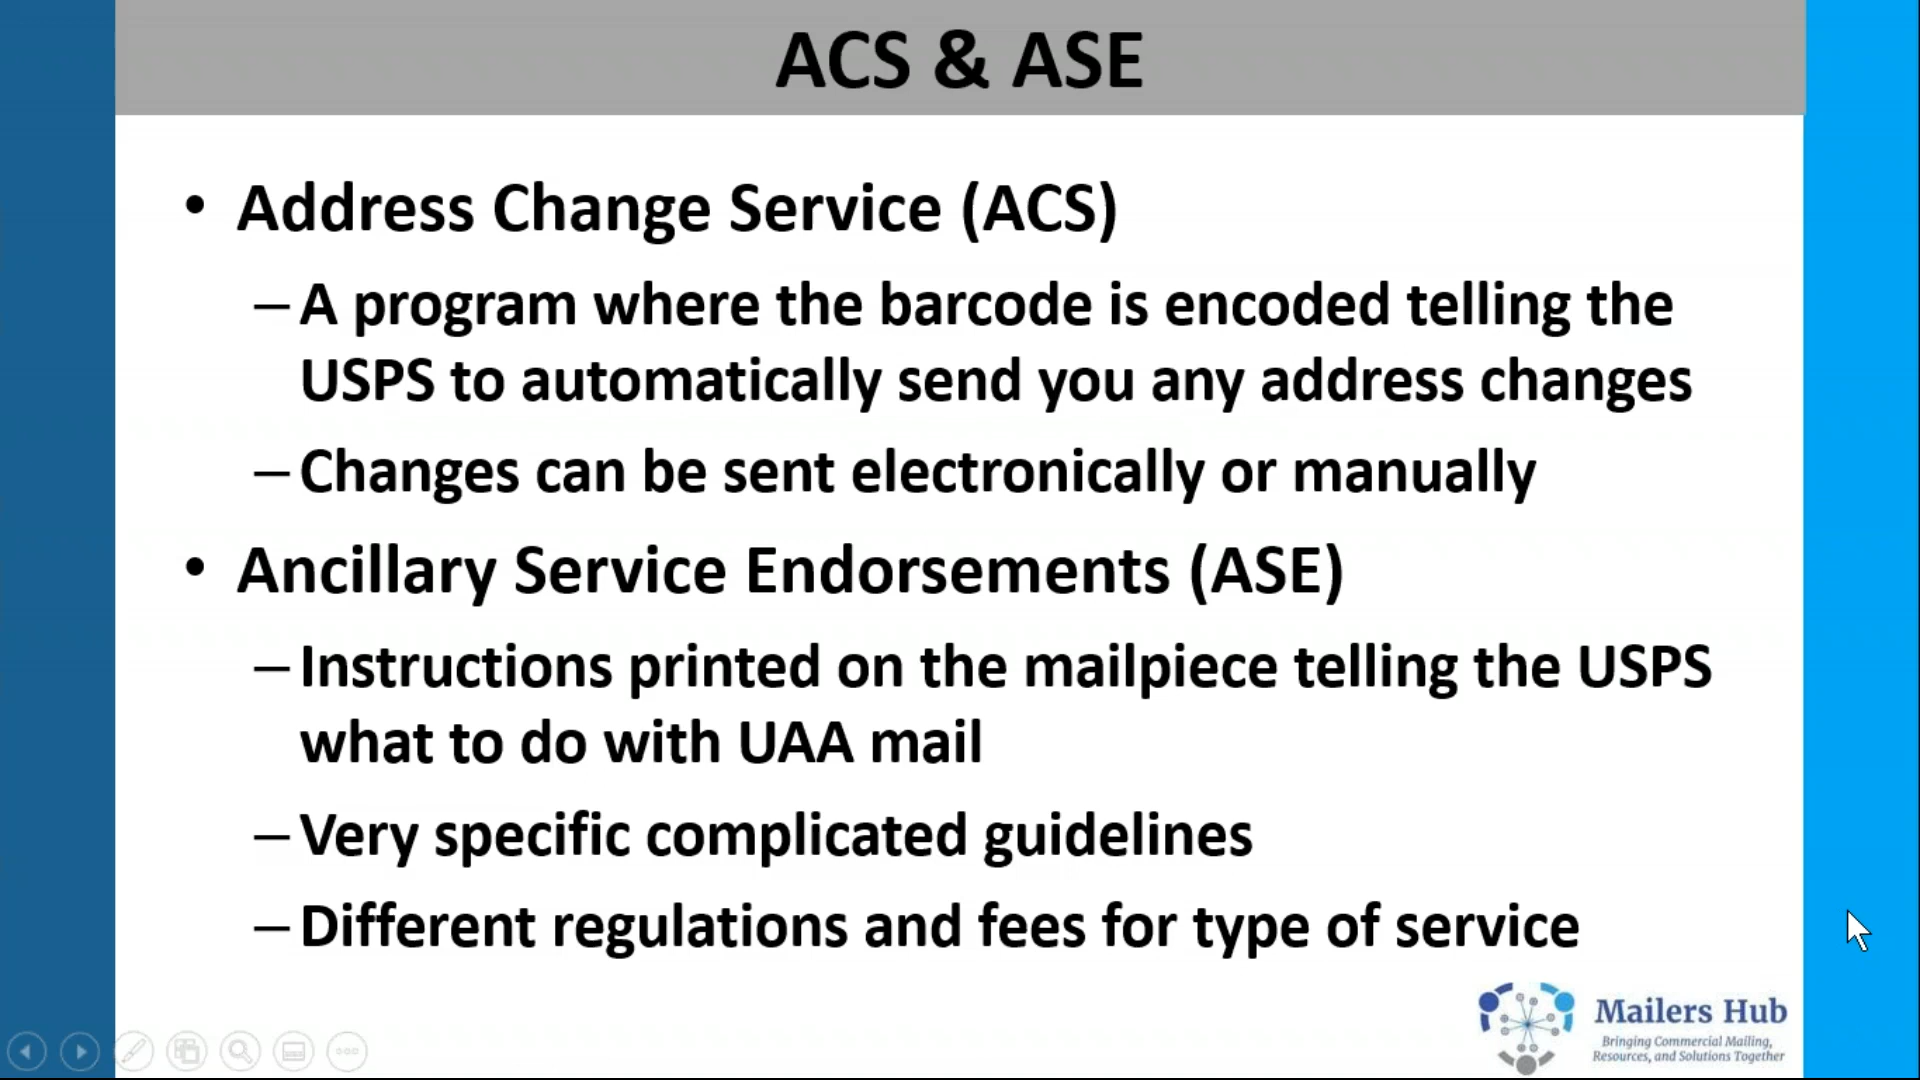 ACS & ASE
• Address Change Service (ACS)
– A program where the barcode is encoded telling the
USPS to automatically send you any address changes
– Changes can be sent electronically or manually
• Ancillary Service Endorsements (ASE)
– Instructions printed on the mailpiece telling the USPS
what to do with UAA mail
– Very specific complicated guidelines
– Different regulations and fees for type of service
Mailers Hub
Bringing Commercial Mailing,
Resources, and Solutions Together